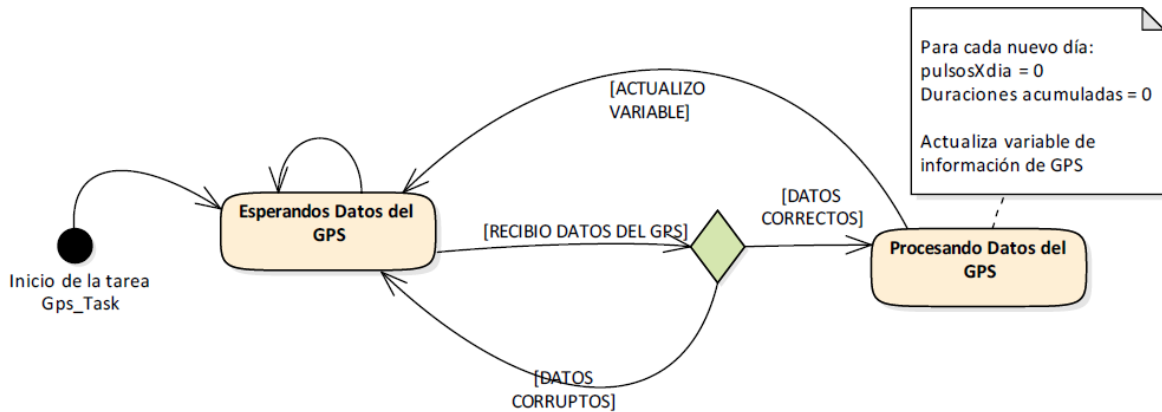 Para cada nuevo día:
pulsosXdia = 0
Duraciones acumuladas = 0
Actualiza variable de
información de GPS
[ACTUALIZO
VARIABLE]
Esperandos Datos del
GPS
[RECIBIO DATOS DEL GPS]
[DATOS
CORRECTOS]
Procesando Datos del
GPS
Inicio de la tarea
Gps_Task
[DATOS
CORRUPTOS]